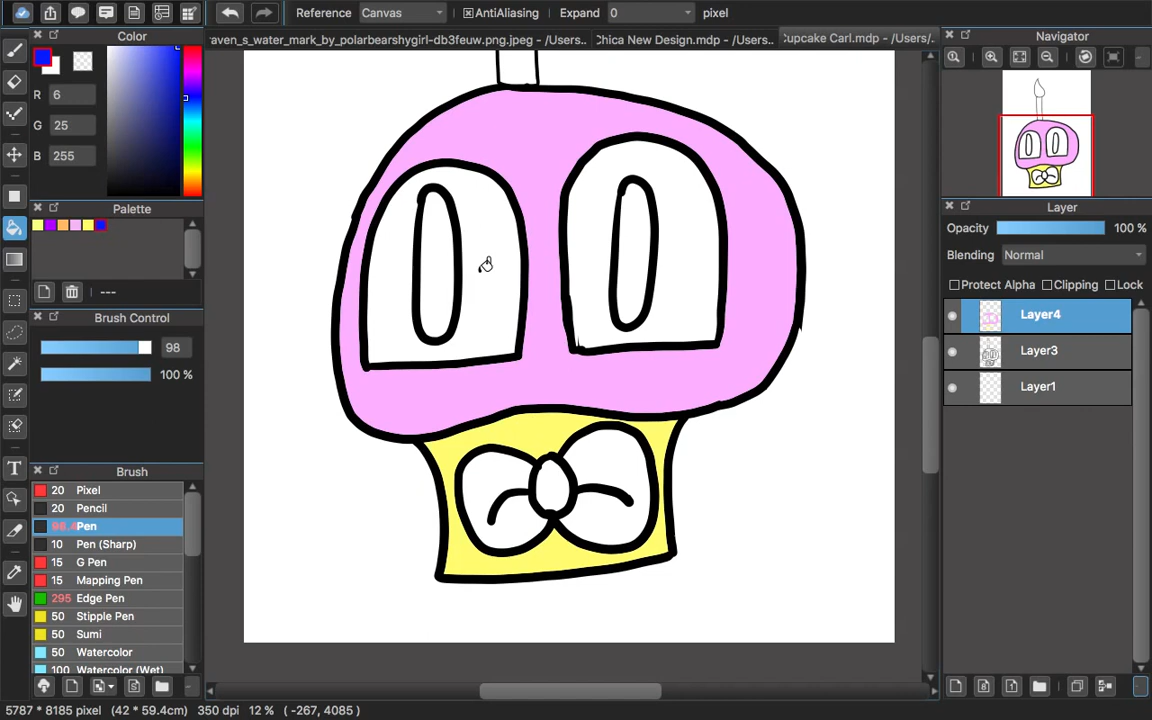 Reference Canvas AntiAliasing Expand 0 pixel
raven_s_water_mark_by_polarbearshygirl-db3feuw.png.jpeg - /Users.. Chica New Design.mdp - /Users/.. Cupcake Carl.mdp - /Users/.
Color
R 6
G 25
B 255
Palette
---
Brush Control
98
100 %
Brush
20 Pixel
20 Pencil
98.4 Pen
10 Pen (Sharp)
15 G Pen
15 Mapping Pen
295 Edge Pen
50 Stipple Pen
50 Sumi
50 Watercolor
100 Watercolor (Wet)
T
Navigator
Layer
Opacity 100 %
Blending Normal
Protect Alpha Clipping Lock
Layer4
Layer3
Layer1
5787 * 8185 pixel (42 * 59.4cm) 350 dpi 12 % ( -267, 4085 )